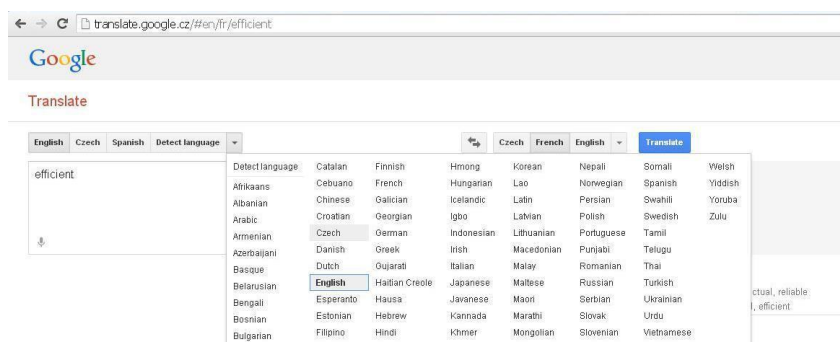 translate.google.cz/#en/fr/efficient
Google
Translate
English Czech Spanish Detect language Czech French English Translate
efficient
Detect language Catalan Finnish Hmong Korean Nepali Somali Welsh
Afrikaans Cebuano French Hungarian Lao Norwegian Spanish Yiddish
Albanian Chinese Galician Icelandic Latin Persian Swahili Yoruba
Arabic Croatian Georgian Igbo Latvian Polish Swedish Zulu
Armenian Czech German Indonesian Lithuanian Portuguese Tamil
Azerbaijani Danish Greek Irish Macedonian Punjabi Telugu
Basque Dutch Gujarati Italian Malay Romanian Thai
Belarusian English Haitian Creole Japanese Maltese Russian Turkish
Bengali Esperanto Hausa Javanese Maori Serbian Ukrainian
Bosnian Estonian Hebrew Kannada Marathi Slovak Urdu
Bulgarian Filipino Hindi Khmer Mongolian Slovenian Vietnamese
ctual, reliable
, efficient